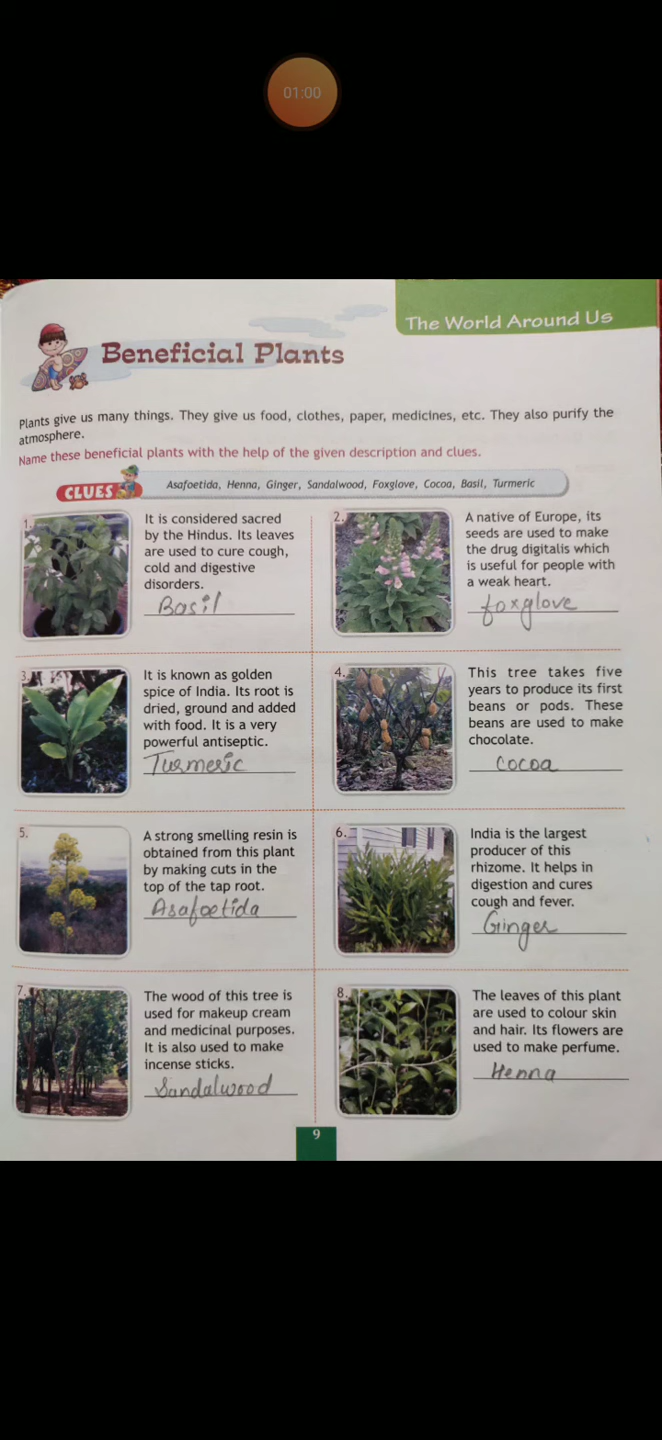 01:00
The World Around Us
Beneficial Plants
Plants give us many things. They give us food, clothes, paper, medicines, etc. They also purify the
atmosphere.
Name these beneficial plants with the help of the given description and clues.
CLUES
Asafoetida, Henna, Ginger, Sandalwood, Foxglove, Cocoa, Basil, Turmeric
1.
It is considered sacred
by the Hindus. Its leaves
are used to cure cough,
cold and digestive
disorders.
Basil
2.
A native of Europe, its
seeds are used to make
the drug digitalis which
is useful for people with
a weak heart.
foxglove
3.
It is known as golden
spice of India. Its root is
dried, ground and added
with food. It is a very
powerful antiseptic.
Turmeric
4.
This tree takes five
years to produce its first
beans or pods. These
beans are used to make
chocolate.
cocoa
5.
A strong smelling resin is
obtained from this plant
by making cuts in the
top of the tap root.
Asafoetida
6.
India is the largest
producer of this
rhizome. It helps in
digestion and cures
cough and fever.
Ginger
7.
The wood of this tree is
used for makeup cream
and medicinal purposes.
It is also used to make
incense sticks.
Sandalwood
8.
The leaves of this plant
are used to colour skin
and hair. Its flowers are
used to make perfume.
Henna
9